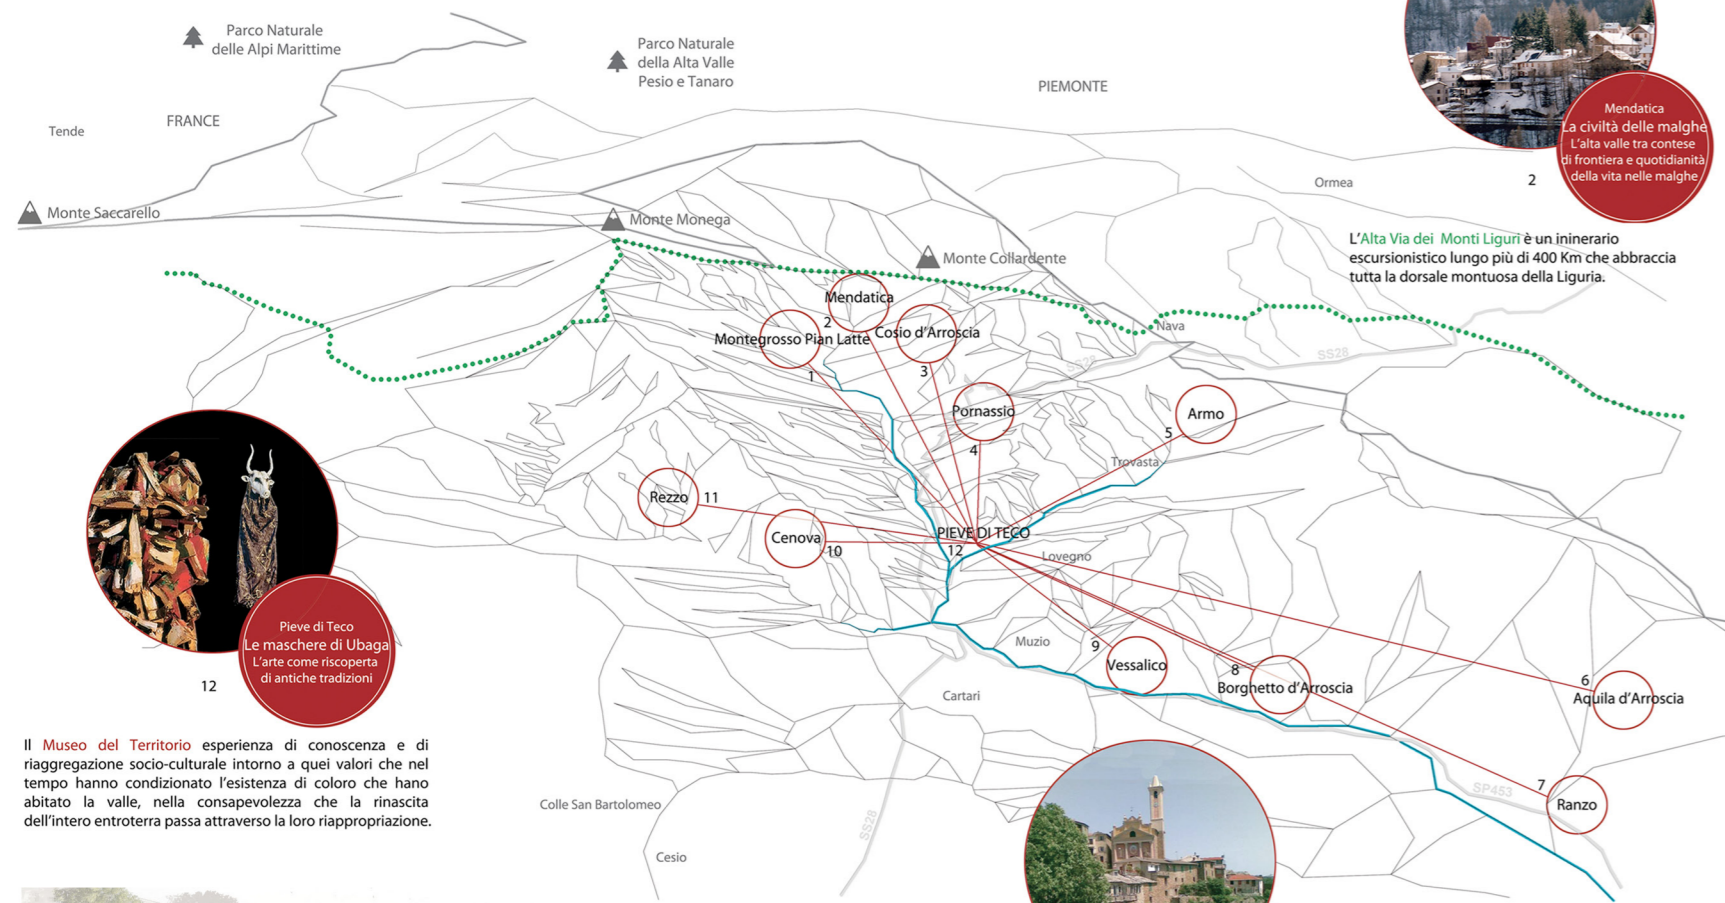 Parco Naturale
delle Alpi Marittime
Parco Naturale
della Alta Valle
Pesio e Tanaro
PIEMONTE
FRANCE
Tende
Mendatica
La civiltà delle malghe
L'alta valle tra contese
di frontiera e quotidianità
della vita nelle malghe
2
Ormea
Monte Saccarello
Monte Monega
Monte Collardente
L'Alta Via dei Monti Liguri è un ininerario
escursionistico lungo più di 400 Km che abbraccia
tutta la dorsale montuosa della Liguria.
Mendatica
2
Montegrosso Pian Latte
1
Cosio d'Arroscia
3
Nava
SS28
SS28
Pornassio
4
Armo
5
Trovasta
Rezzo
11
Cenova
10
PIEVE DI TECO
12
Lovegno
Muzio
9
Vessalico
8
Borghetto d'Arroscia
6
Aquila d'Arroscia
Cartari
7
Ranzo
SP453
Colle San Bartolomeo
SS28
Cesio
Pieve di Teco
Le maschere di Ubaga
L'arte come riscoperta
di antiche tradizioni
12
Il Museo del Territorio esperienza di conoscenza e di
riaggregazione socio-culturale intorno a quei valori che nel
tempo hanno condizionato l'esistenza di coloro che hano
abitato la valle, nella consapevolezza che la rinascita
dell'intero entroterra passa attraverso la loro riappropriazione.